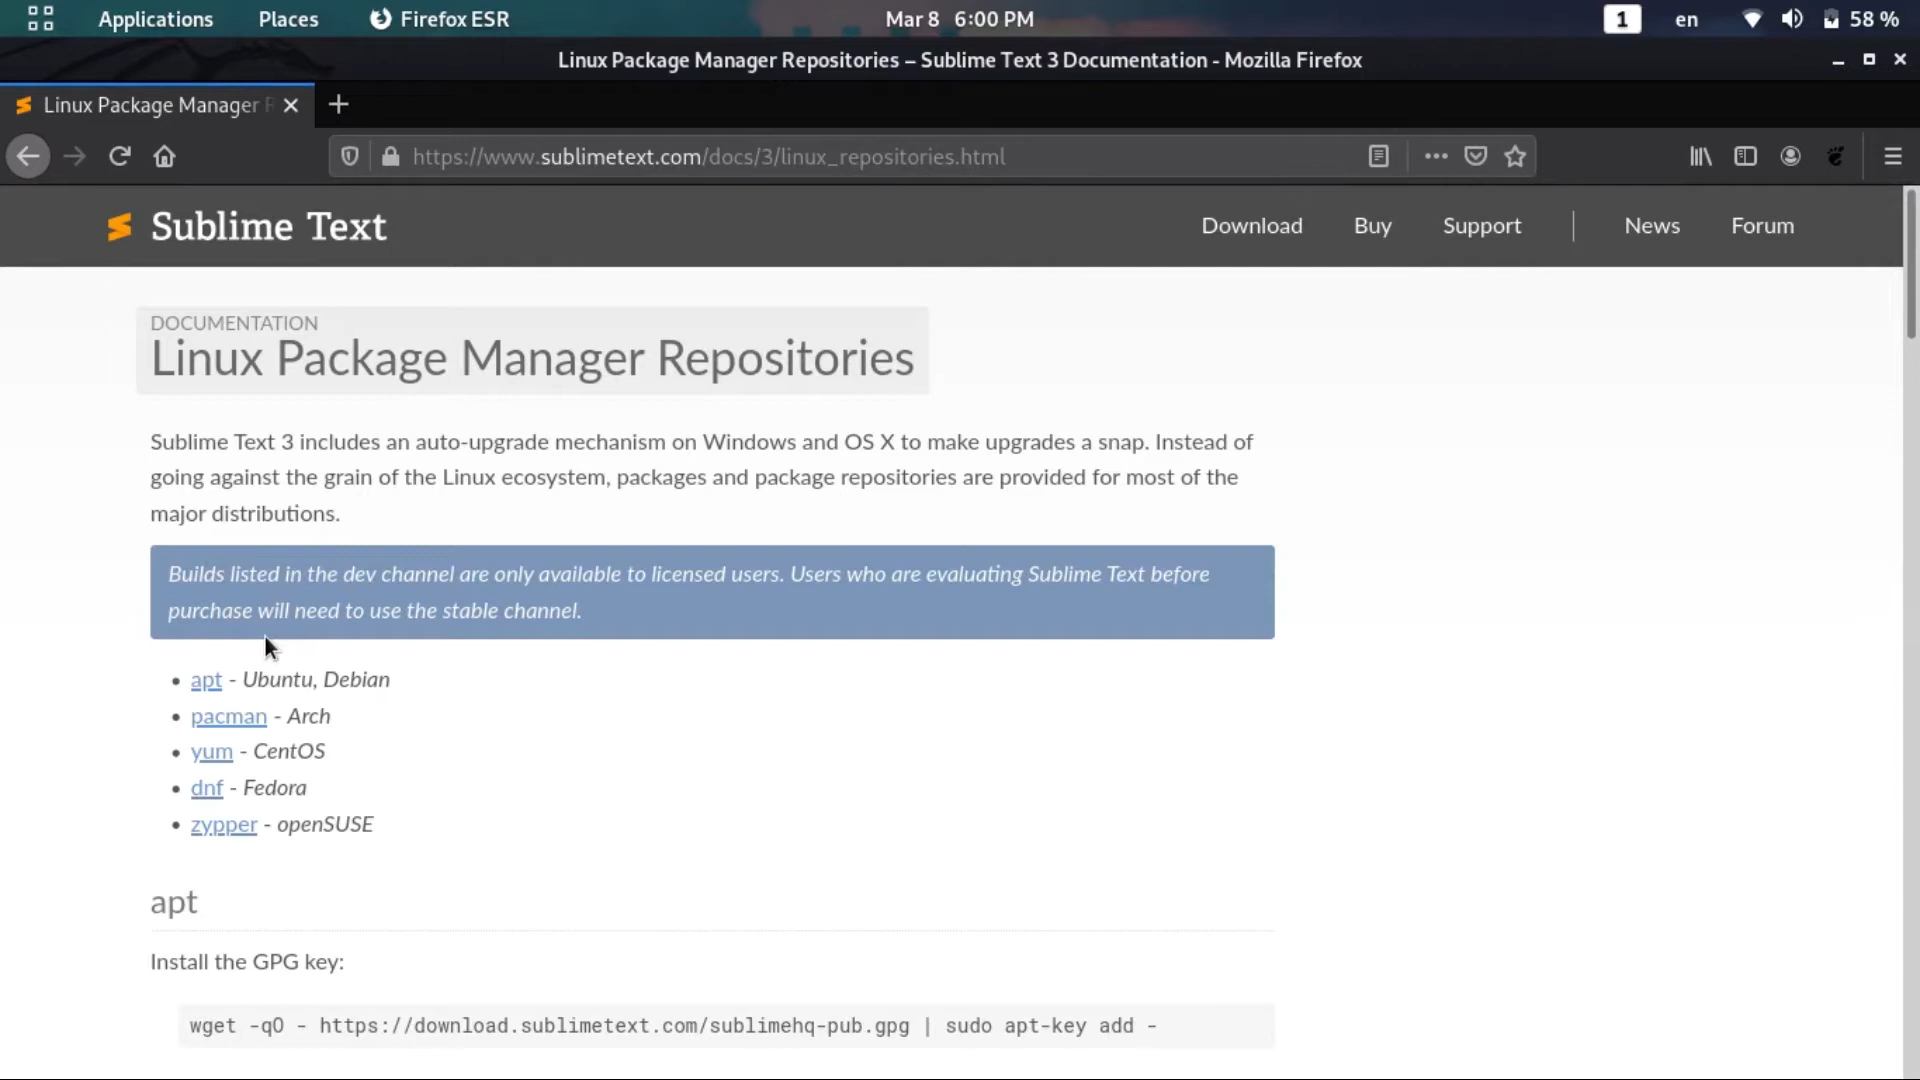 Applications Places Firefox ESR Mar 8 6:00 PM 1 en 58 %
Linux Package Manager Repositories – Sublime Text 3 Documentation - Mozilla Firefox
Linux Package Manager R
https://www.sublimetext.com/docs/3/linux_repositories.html
Sublime Text Download Buy Support News Forum
DOCUMENTATION
Linux Package Manager Repositories
Sublime Text 3 includes an auto-upgrade mechanism on Windows and OS X to make upgrades a snap. Instead of
going against the grain of the Linux ecosystem, packages and package repositories are provided for most of the
major distributions.
Builds listed in the dev channel are only available to licensed users. Users who are evaluating Sublime Text before
purchase will need to use the stable channel.
• apt - Ubuntu, Debian
• pacman - Arch
• yum - CentOS
• dnf - Fedora
• zypper - openSUSE
apt
Install the GPG key:
wget -qO - https://download.sublimetext.com/sublimehq-pub.gpg | sudo apt-key add -